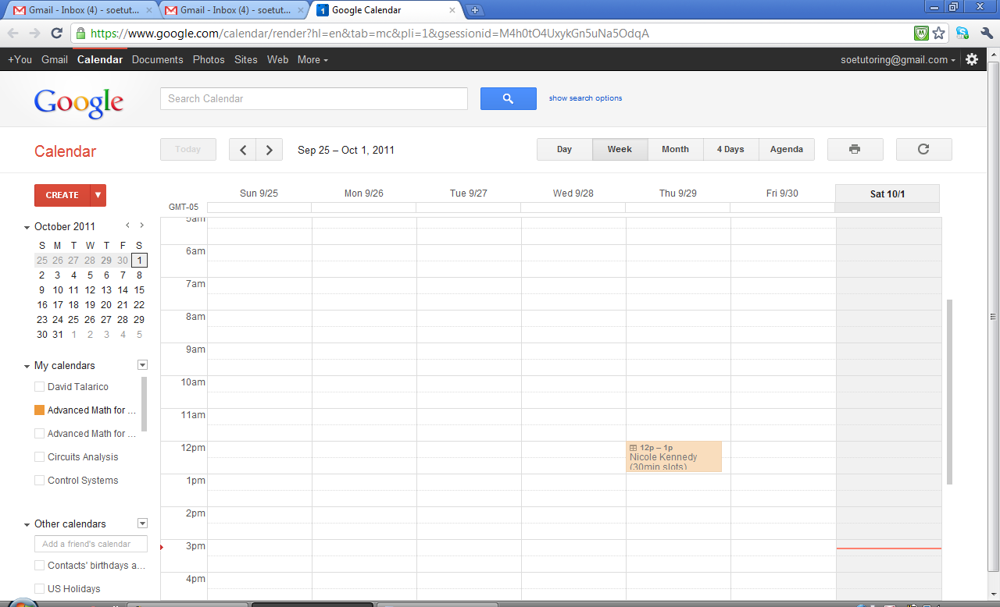 Gmail - Inbox (4) - soetut...
Gmail - Inbox (4) - soetut...
1 Google Calendar
https://www.google.com/calendar/render?hl=en&tab=mc&pli=1&gsessionid=M4h0tO4UxykGn5uNa5OdqA
+You Gmail Calendar Documents Photos Sites Web More
soetutoring@gmail.com
Google
Search Calendar
show search options
Calendar
Today
Sep 25 – Oct 1, 2011
Day Week Month 4 Days Agenda
CREATE
October 2011
S M T W T F S
25 26 27 28 29 30 1
2 3 4 5 6 7 8
9 10 11 12 13 14 15
16 17 18 19 20 21 22
23 24 25 26 27 28 29
30 31 1 2 3 4 5
My calendars
David Talarico
Advanced Math for ...
Advanced Math for ...
Circuits Analysis
Control Systems
Other calendars
Add a friend's calendar
Contacts' birthdays a...
US Holidays
Sun 9/25 Mon 9/26 Tue 9/27 Wed 9/28 Thu 9/29 Fri 9/30 Sat 10/1
GMT-05
5am
6am
7am
8am
9am
10am
11am
12pm
1pm
2pm
3pm
4pm
12p – 1p
Nicole Kennedy
(30min slots)